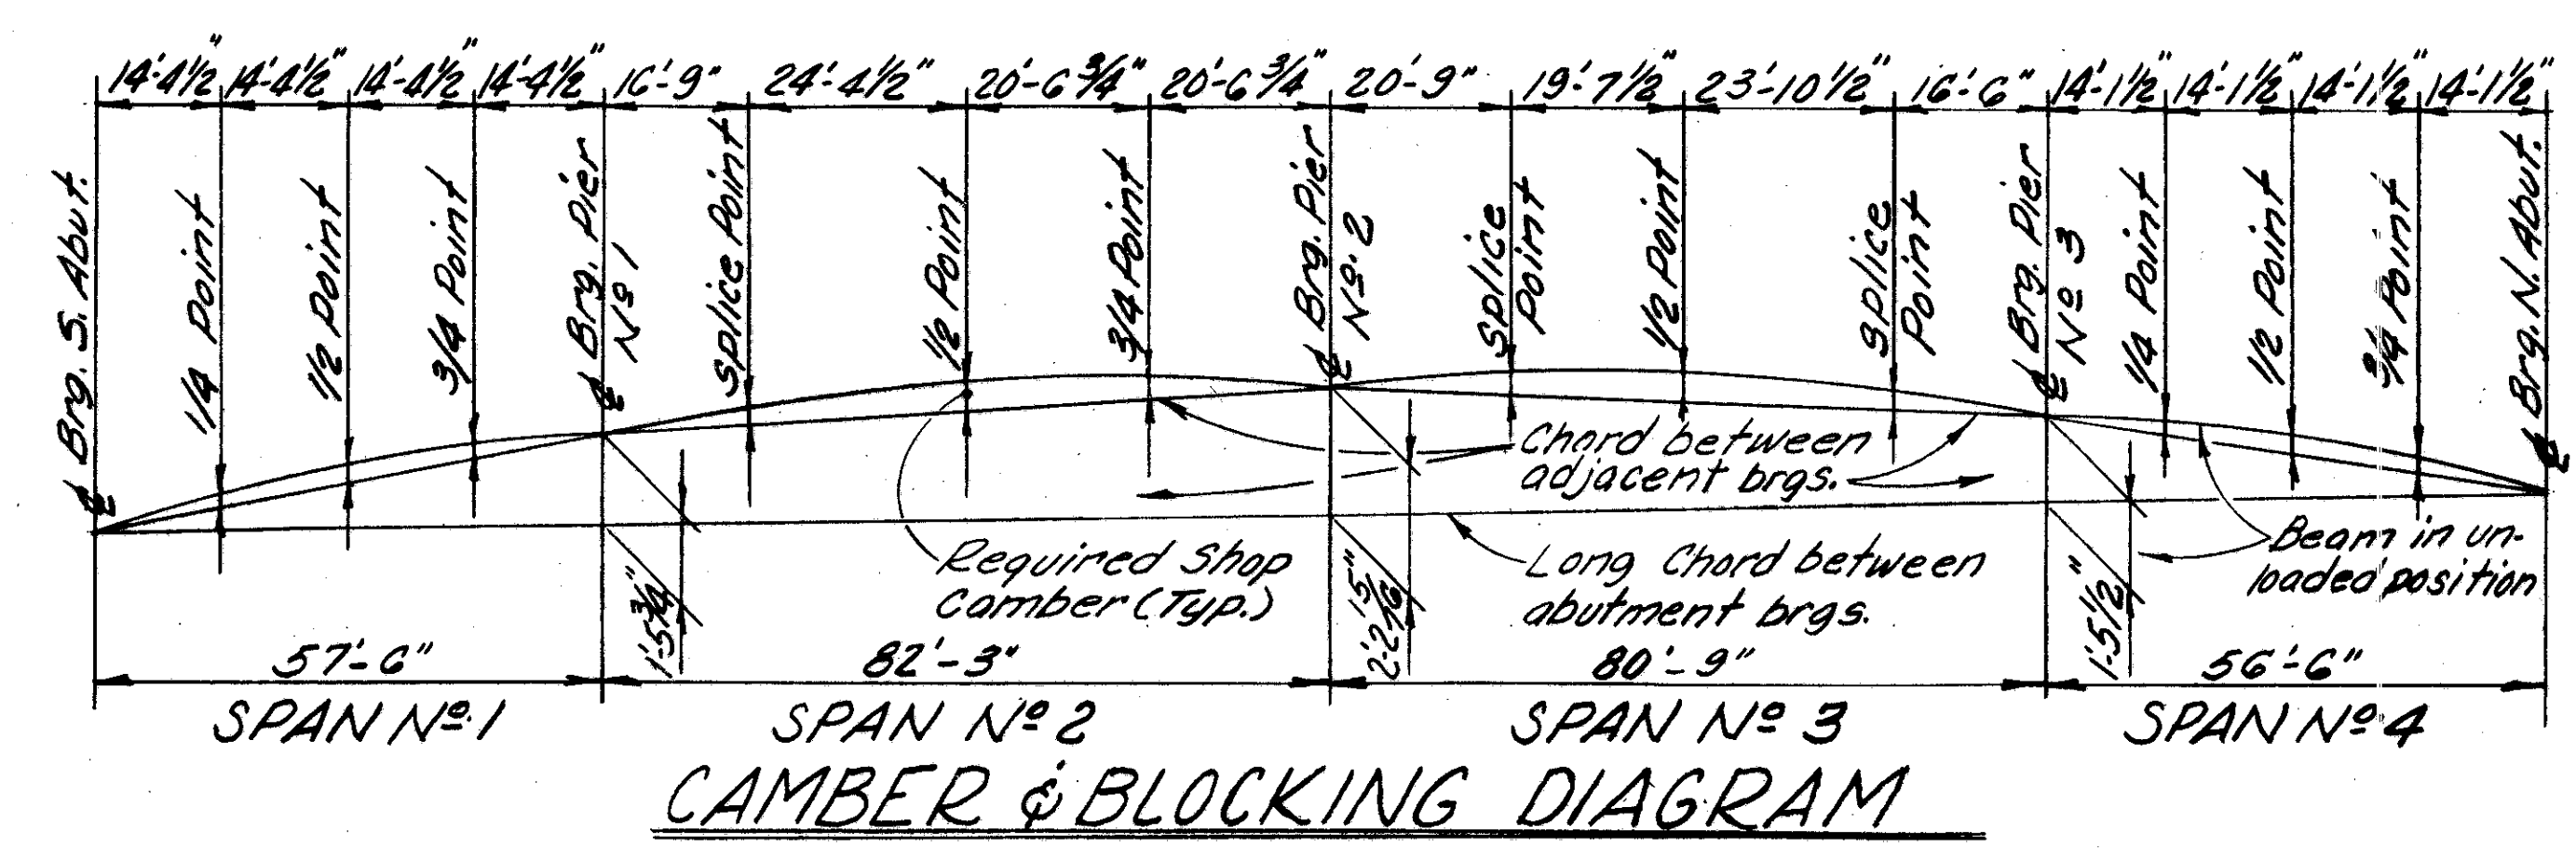 14'-4½" 14'-4½" 14'-4½" 14'-4½" 16'-9" 24'-4½" 20'-6¾" 20'-6¾" 20'-9" 19'-7½" 23'-10½" 16'-6" 14'-1½" 14'-1½" 14'-1½" 14'-1½"
℄ Brg. S. Abut.
1/4 Point
1/2 Point
3/4 Point
℄ Brg. Pier
Nº 1
Splice Point
1/2 Point
3/4 Point
℄ Brg. Pier
Nº. 2
Splice
Point
1/2 Point
Splice
Point
℄ Brg. Pier
Nº 3
1/4 Point
1/2 Point
3/4 Point
℄ Brg. N. Abut.
Chord between
adjacent brgs.
Required Shop
Camber (Typ.)
Long Chord between
abutment brgs.
Beam in un-
loaded position
1'-5¾"
2'-2 15/16"
1'-5½"
57'-6" 82'-3" 80'-9" 56'-6"
SPAN Nº 1 SPAN Nº 2 SPAN Nº 3 SPAN Nº 4
CAMBER & BLOCKING DIAGRAM